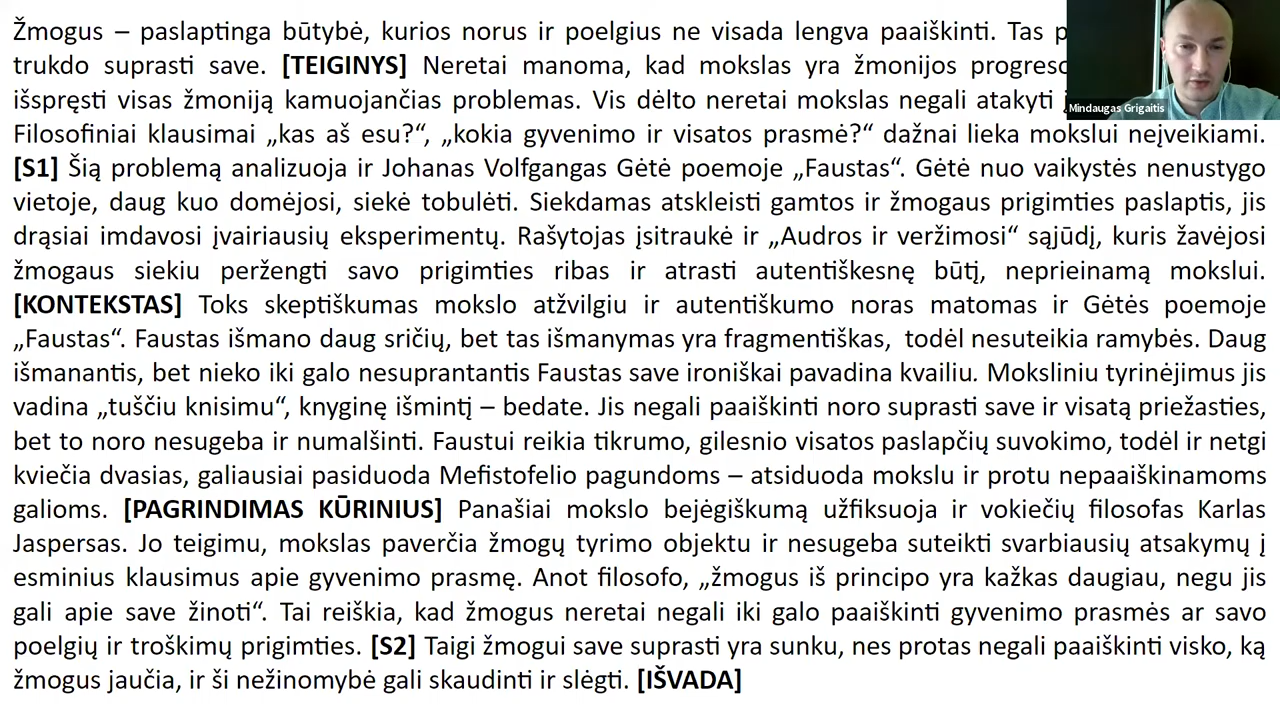 Žmogus – paslaptinga būtybė, kurios norus ir poelgius ne visada lengva paaiškinti. Tas
trukdo suprasti save. [TEIGINYS] Neretai manoma, kad mokslas yra žmonijos
išspręsti visas žmoniją kamuojančias problemas. Vis dėlto neretai mokslas negali atakyti
Mindaugas Grigaitis
Filosofiniai klausimai „kas aš esu?“, „kokia gyvenimo ir visatos prasmė?“ dažnai lieka mokslui neįveikiami.
[S1] Šią problemą analizuoja ir Johanas Volfgangas Gėtė poemoje „Faustas“. Gėtė nuo vaikystės nenustygo
vietoje, daug kuo domėjosi, siekė tobulėti. Siekdamas atskleisti gamtos ir žmogaus prigimties paslaptis, jis
drąsiai imdavosi įvairiausių eksperimentų. Rašytojas įsitraukė ir „Audros ir veržimosi“ sąjūdį, kuris žavėjosi
žmogaus siekiu peržengti savo prigimties ribas ir atrasti autentiškesnę būtį, neprieinamą mokslui.
[KONTEKSTAS] Toks skeptiškumas mokslo atžvilgiu ir autentiškumo noras matomas ir Gėtės poemoje
„Faustas“. Faustas išmano daug sričių, bet tas išmanymas yra fragmentiškas, todėl nesuteikia ramybės. Daug
išmanantis, bet nieko iki galo nesuprantantis Faustas save ironiškai pavadina kvailiu. Moksliniu tyrinėjimus jis
vadina „tuščiu knisimu“, knyginę išmintį – bedate. Jis negali paaiškinti noro suprasti save ir visatą priežasties,
bet to noro nesugeba ir numalšinti. Faustui reikia tikrumo, gilesnio visatos paslapčių suvokimo, todėl ir netgi
kviečia dvasias, galiausiai pasiduoda Mefistofelio pagundoms – atsiduoda mokslu ir protu nepaaiškinamoms
galioms. [PAGRINDIMAS KŪRINIUS] Panašiai mokslo bejėgiškumą užfiksuoja ir vokiečių filosofas Karlas
Jaspersas. Jo teigimu, mokslas paverčia žmogų tyrimo objektu ir nesugeba suteikti svarbiausių atsakymų į
esminius klausimus apie gyvenimo prasmę. Anot filosofo, „žmogus iš principo yra kažkas daugiau, negu jis
gali apie save žinoti“. Tai reiškia, kad žmogus neretai negali iki galo paaiškinti gyvenimo prasmės ar savo
poelgių ir troškimų prigimties. [S2] Taigi žmogui save suprasti yra sunku, nes protas negali paaiškinti visko, ką
žmogus jaučia, ir ši nežinomybė gali skaudinti ir slėgti. [IŠVADA]